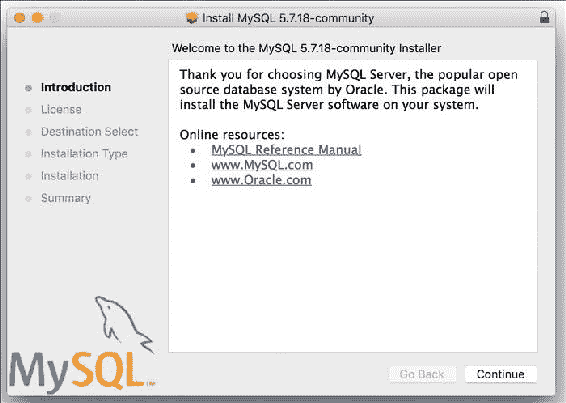 Install MySQL 5.7.18-community
Welcome to the MySQL 5.7.18-community Installer
Introduction
License
Destination Select
Installation Type
Installation
Summary
Thank you for choosing MySQL Server, the popular open
source database system by Oracle. This package will
install the MySQL Server software on your system.
Online resources:
• MySQL Reference Manual
• www.MySQL.com
• www.Oracle.com
MySQL™
Go Back
Continue